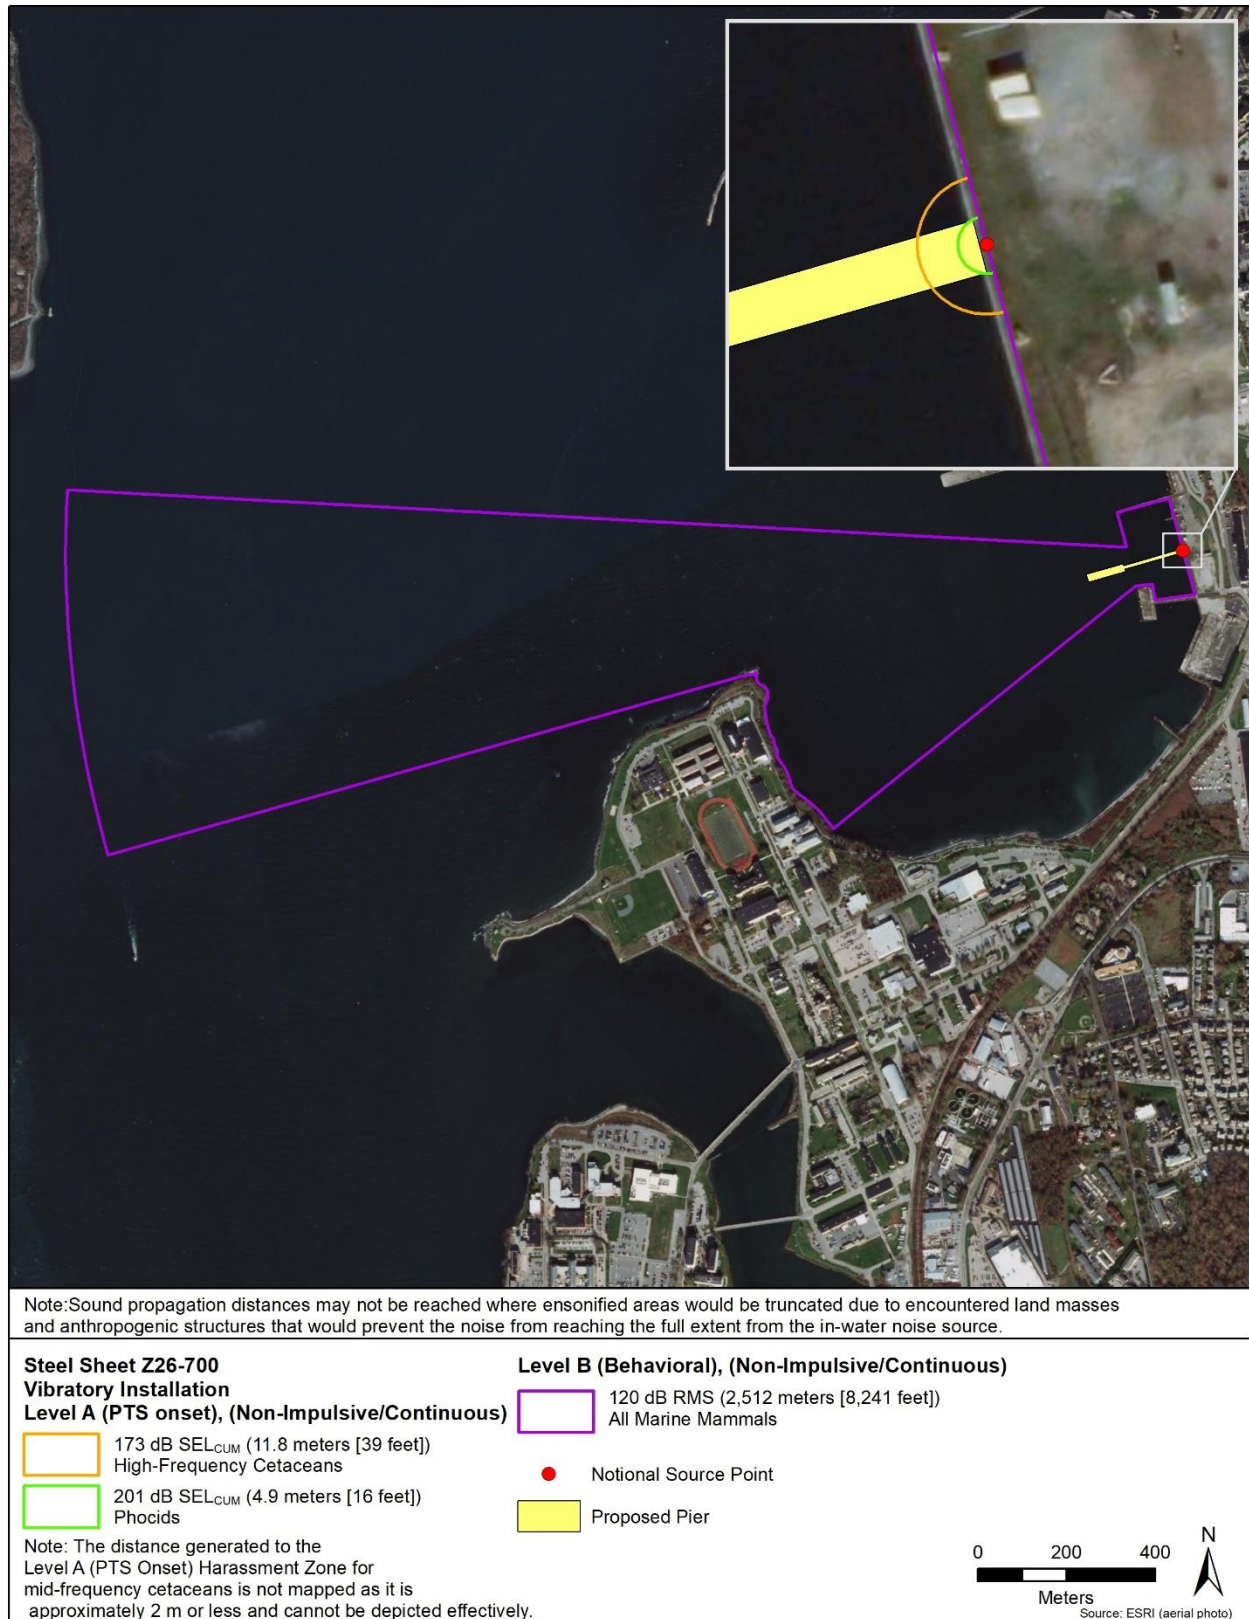 Note:Sound propagation distances may not be reached where ensonified areas would be truncated due to encountered land masses
and anthropogenic structures that would prevent the noise from reaching the full extent from the in-water noise source.
Steel Sheet Z26-700
Vibratory Installation
Level A (PTS onset), (Non-Impulsive/Continuous)
173 dB SELCUM (11.8 meters [39 feet])
High-Frequency Cetaceans
201 dB SELCUM (4.9 meters [16 feet])
Phocids
Note: The distance generated to the
Level A (PTS Onset) Harassment Zone for
mid-frequency cetaceans is not mapped as it is
approximately 2 m or less and cannot be depicted effectively.
Level B (Behavioral), (Non-Impulsive/Continuous)
120 dB RMS (2,512 meters [8,241 feet])
All Marine Mammals
Notional Source Point
Proposed Pier
N
0 200 400
Meters
Source: ESRI (aerial photo)